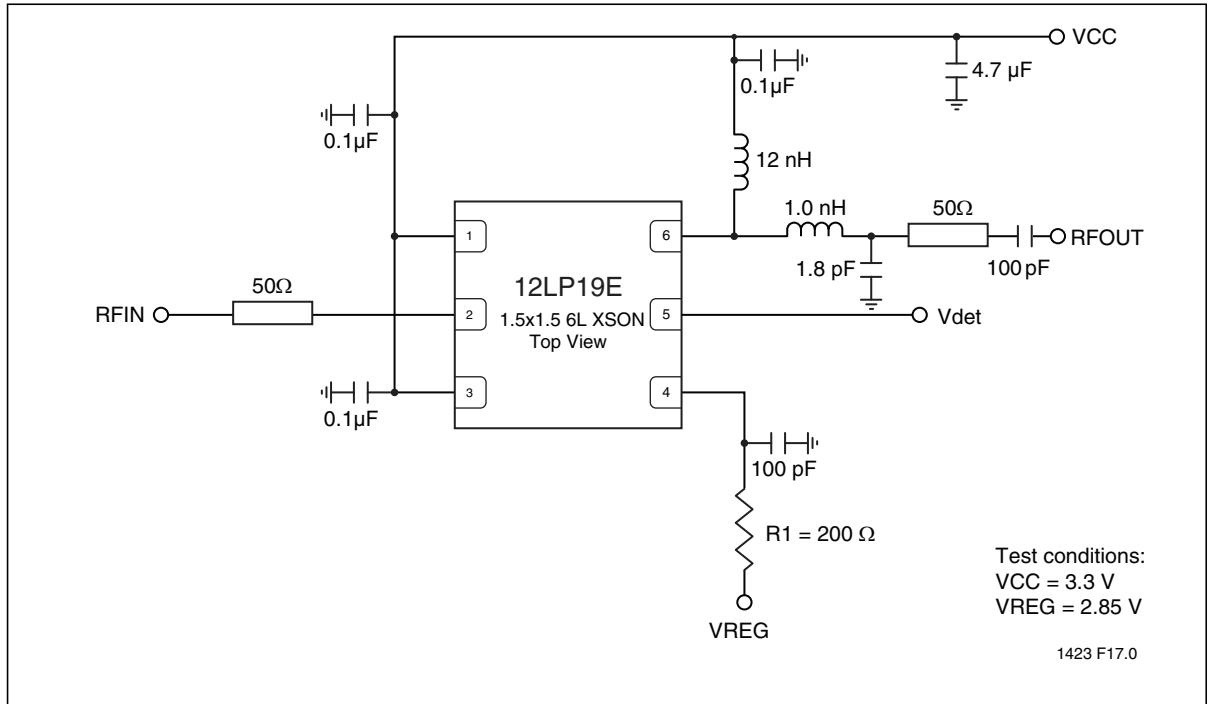 VCC
0.1µF
4.7 µF
0.1µF
12 nH
1.0 nH
50Ω
1
6
RFOUT
1.8 pF
100 pF
12LP19E
50Ω
RFIN
2
1.5x1.5 6L XSON
5
Vdet
Top View
3
4
0.1µF
100 pF
R1 = 200 Ω
Test conditions:
VCC = 3.3 V
VREG = 2.85 V
VREG
1423 F17.0